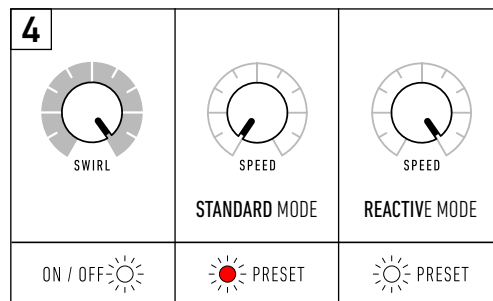 4
SWIRL
SPEED
STANDARD MODE
SPEED
REACTIVE MODE
ON / OFF
PRESET
PRESET